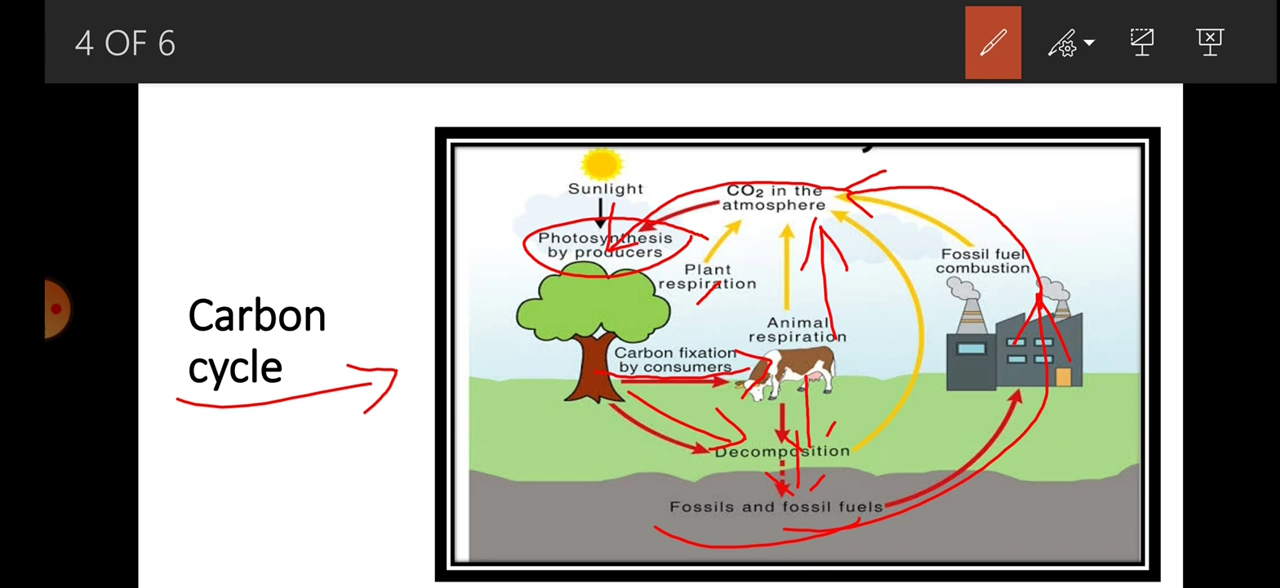 4 OF 6
Carbon
cycle
Sunlight
CO₂ in the
atmosphere
Photosynthesis
by producers
Plant
respiration
Fossil fuel
combustion
Animal
respiration
Carbon fixation
by consumers
Decomposition
Fossils and fossil fuels